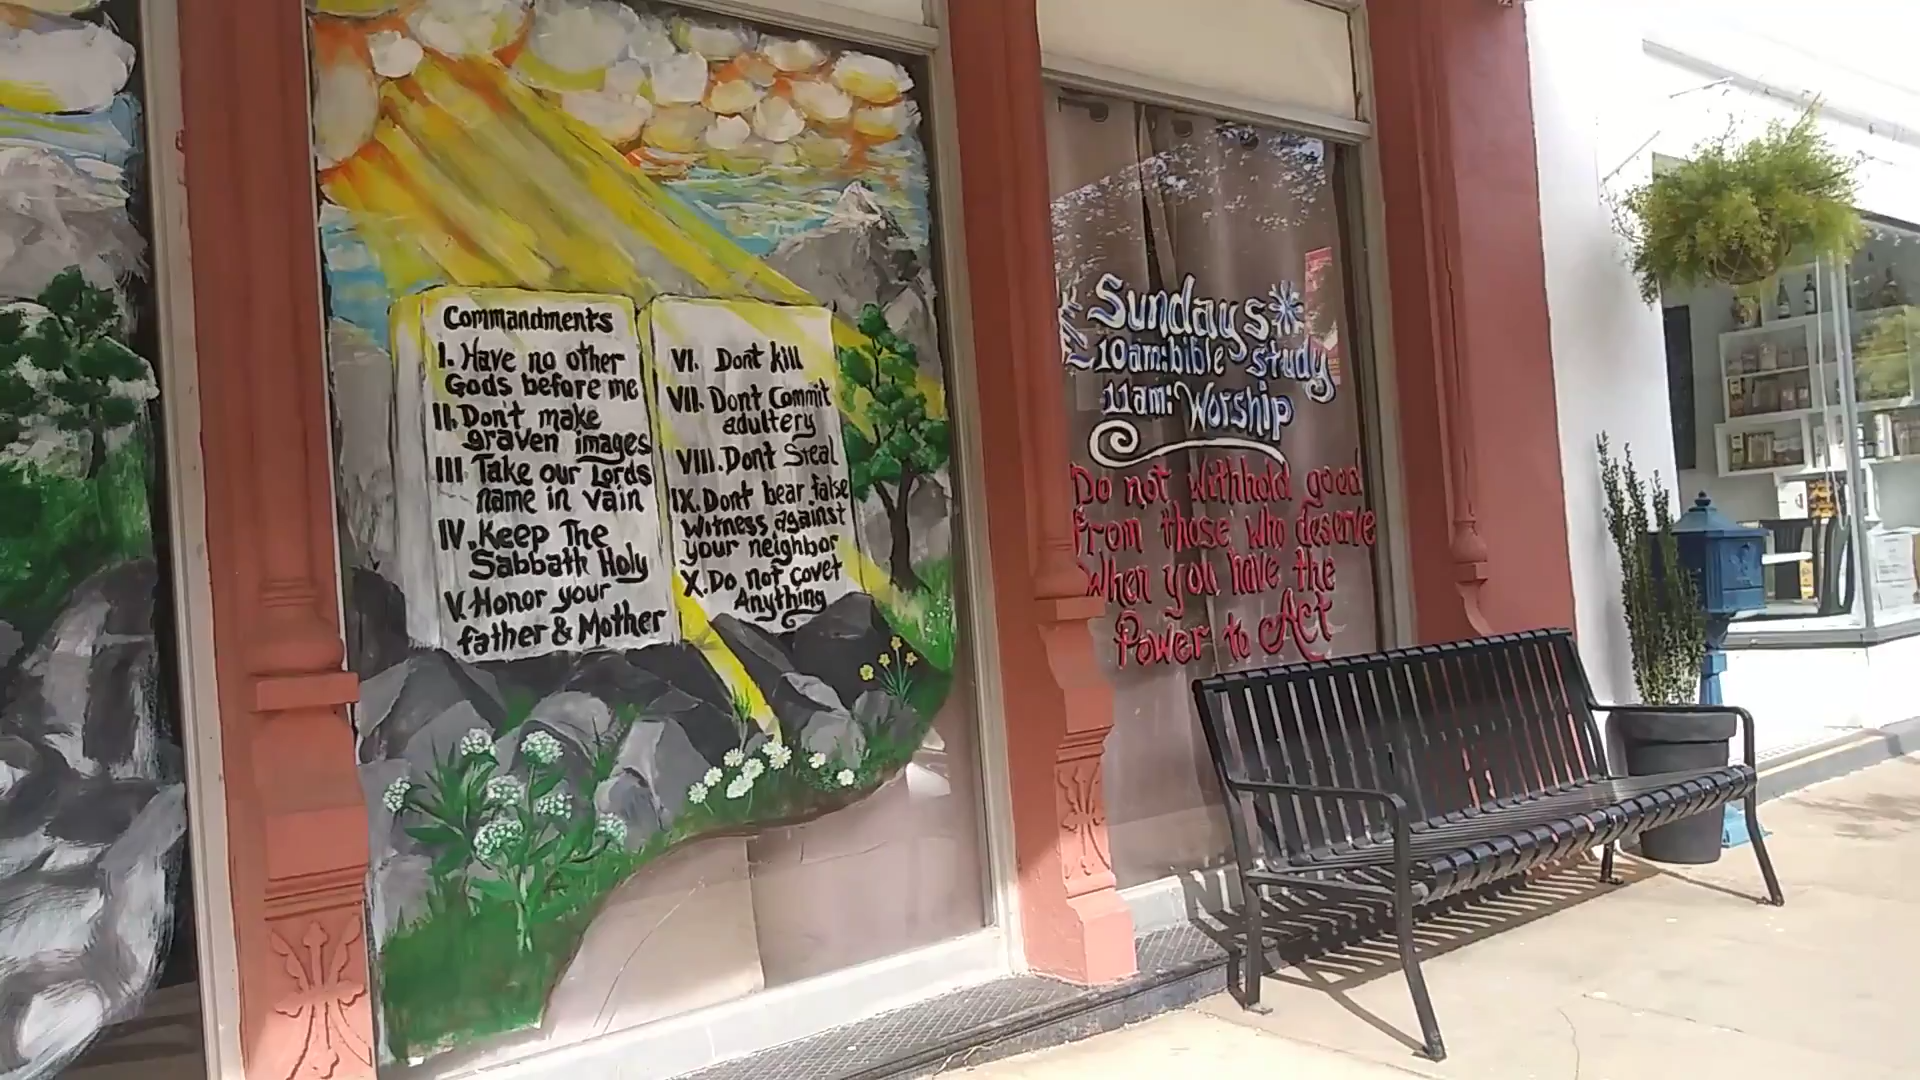 Commandments
I. Have no other
Gods before me
II. Don't make
graven images
III Take our Lords
name in vain
IV. Keep The
Sabbath Holy
V. Honor your
father & Mother
VI. Dont kill
VII. Dont Commit
adultery
VIII. Dont Steal
IX. Dont bear false
Witness against
your neighbor
X. Do not covet
Anything
Sundays
10am: bible study
11am: Worship
Do not withhold good
From those who deserve
When you have the
Power to Act